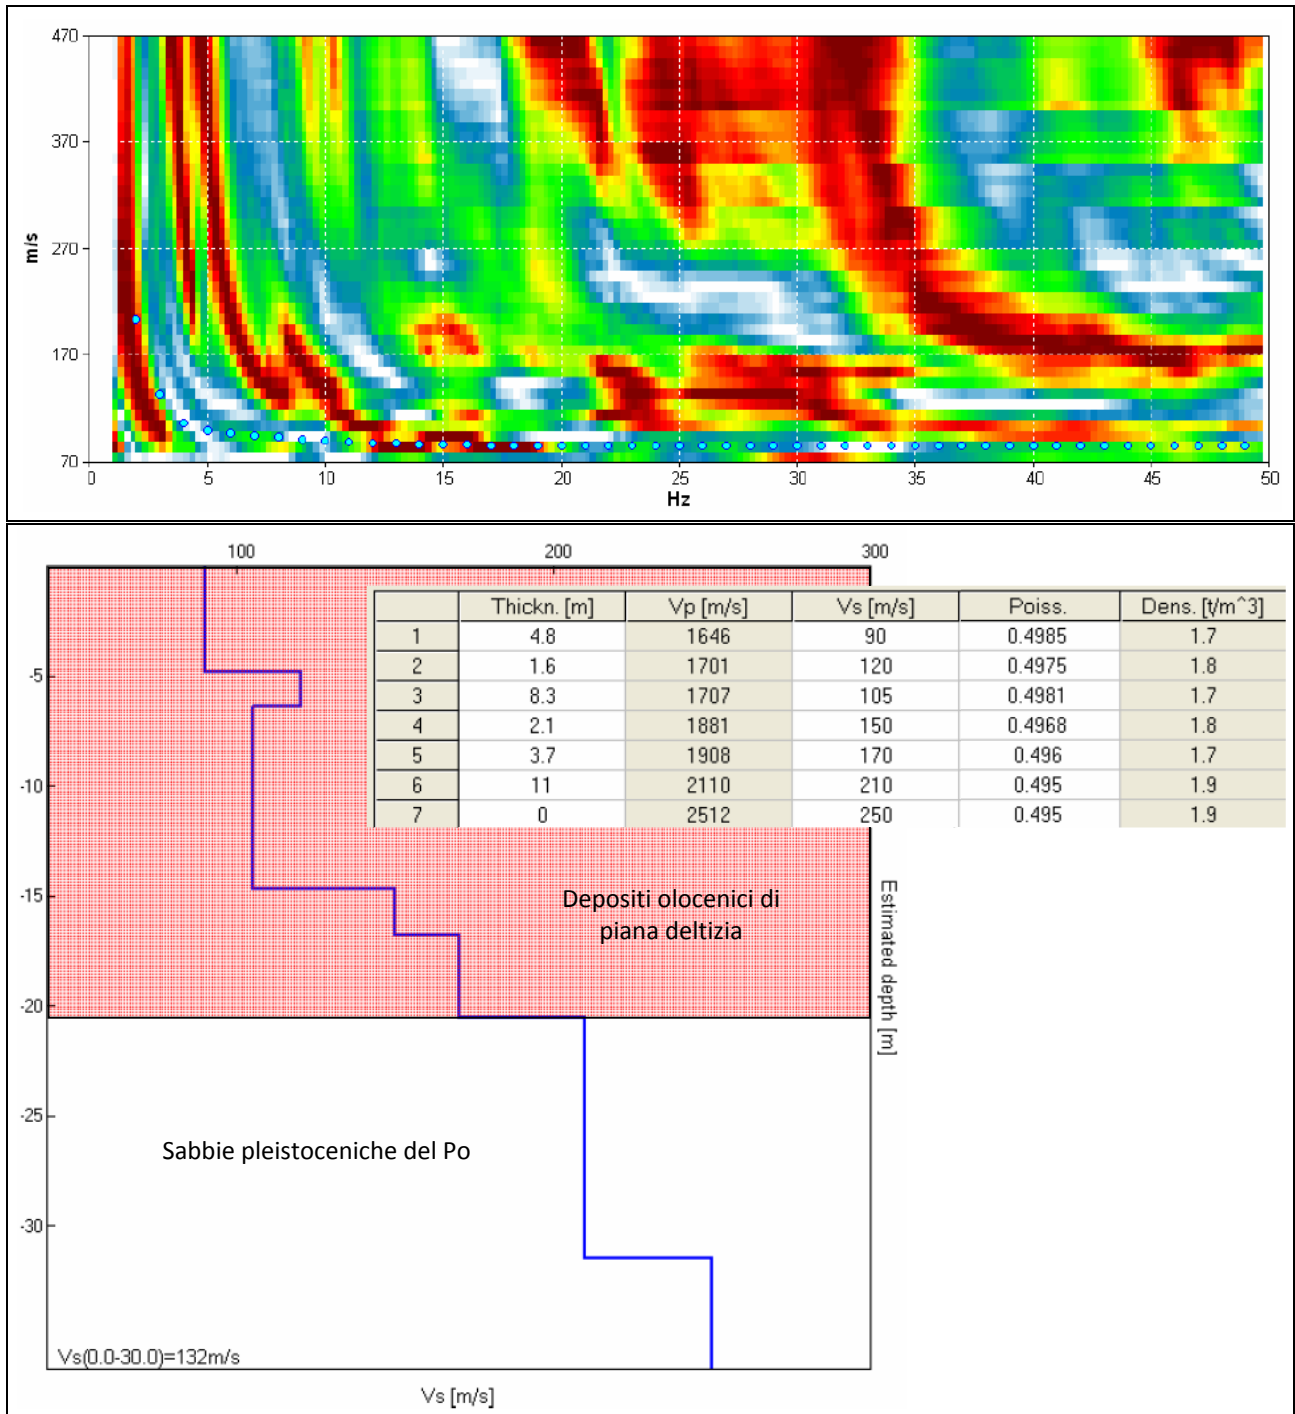 470
370
270
170
70
m/s
0 5 10 15 20 25 30 35 40 45 50
Hz
100 200 300
Thickn. [m] Vp [m/s] Vs [m/s] Poiss. Dens. [t/m^3]
1 4.8 1646 90 0.4985 1.7
2 1.6 1701 120 0.4975 1.8
3 8.3 1707 105 0.4981 1.7
4 2.1 1881 150 0.4968 1.8
5 3.7 1908 170 0.496 1.7
6 11 2110 210 0.495 1.9
7 0 2512 250 0.495 1.9
-5
-10
-15
-20
-25
-30
Depositi olocenici di
piana deltizia
Estimated depth [m]
Sabbie pleistoceniche del Po
Vs(0.0-30.0)=132m/s
Vs [m/s]